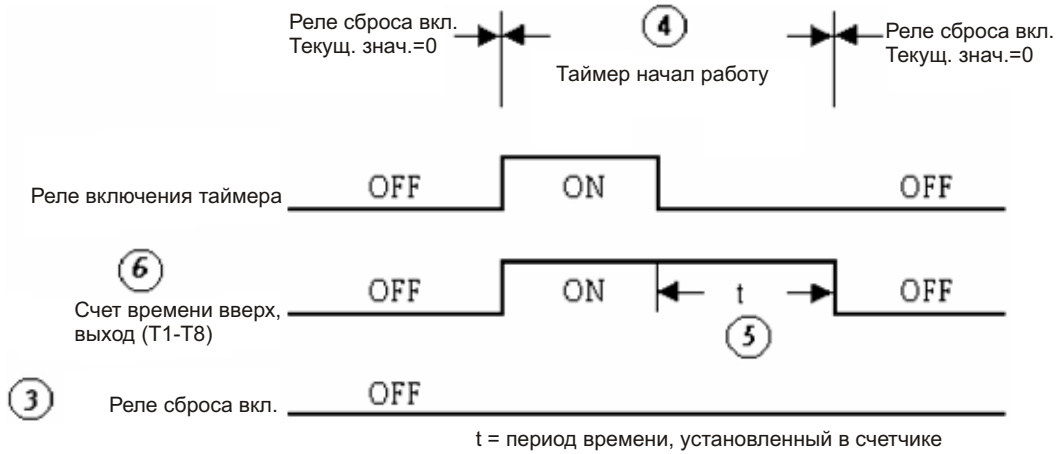 Реле сброса вкл.
Текущ. знач.=0
4
Реле сброса вкл.
Текущ. знач.=0
Таймер начал работу
Реле включения таймера
OFF
ON
OFF
6
Счет времени вверх,
выход (Т1-Т8)
OFF
ON
t
OFF
5
3
Реле сброса вкл.
OFF
t = период времени, установленный в счетчике